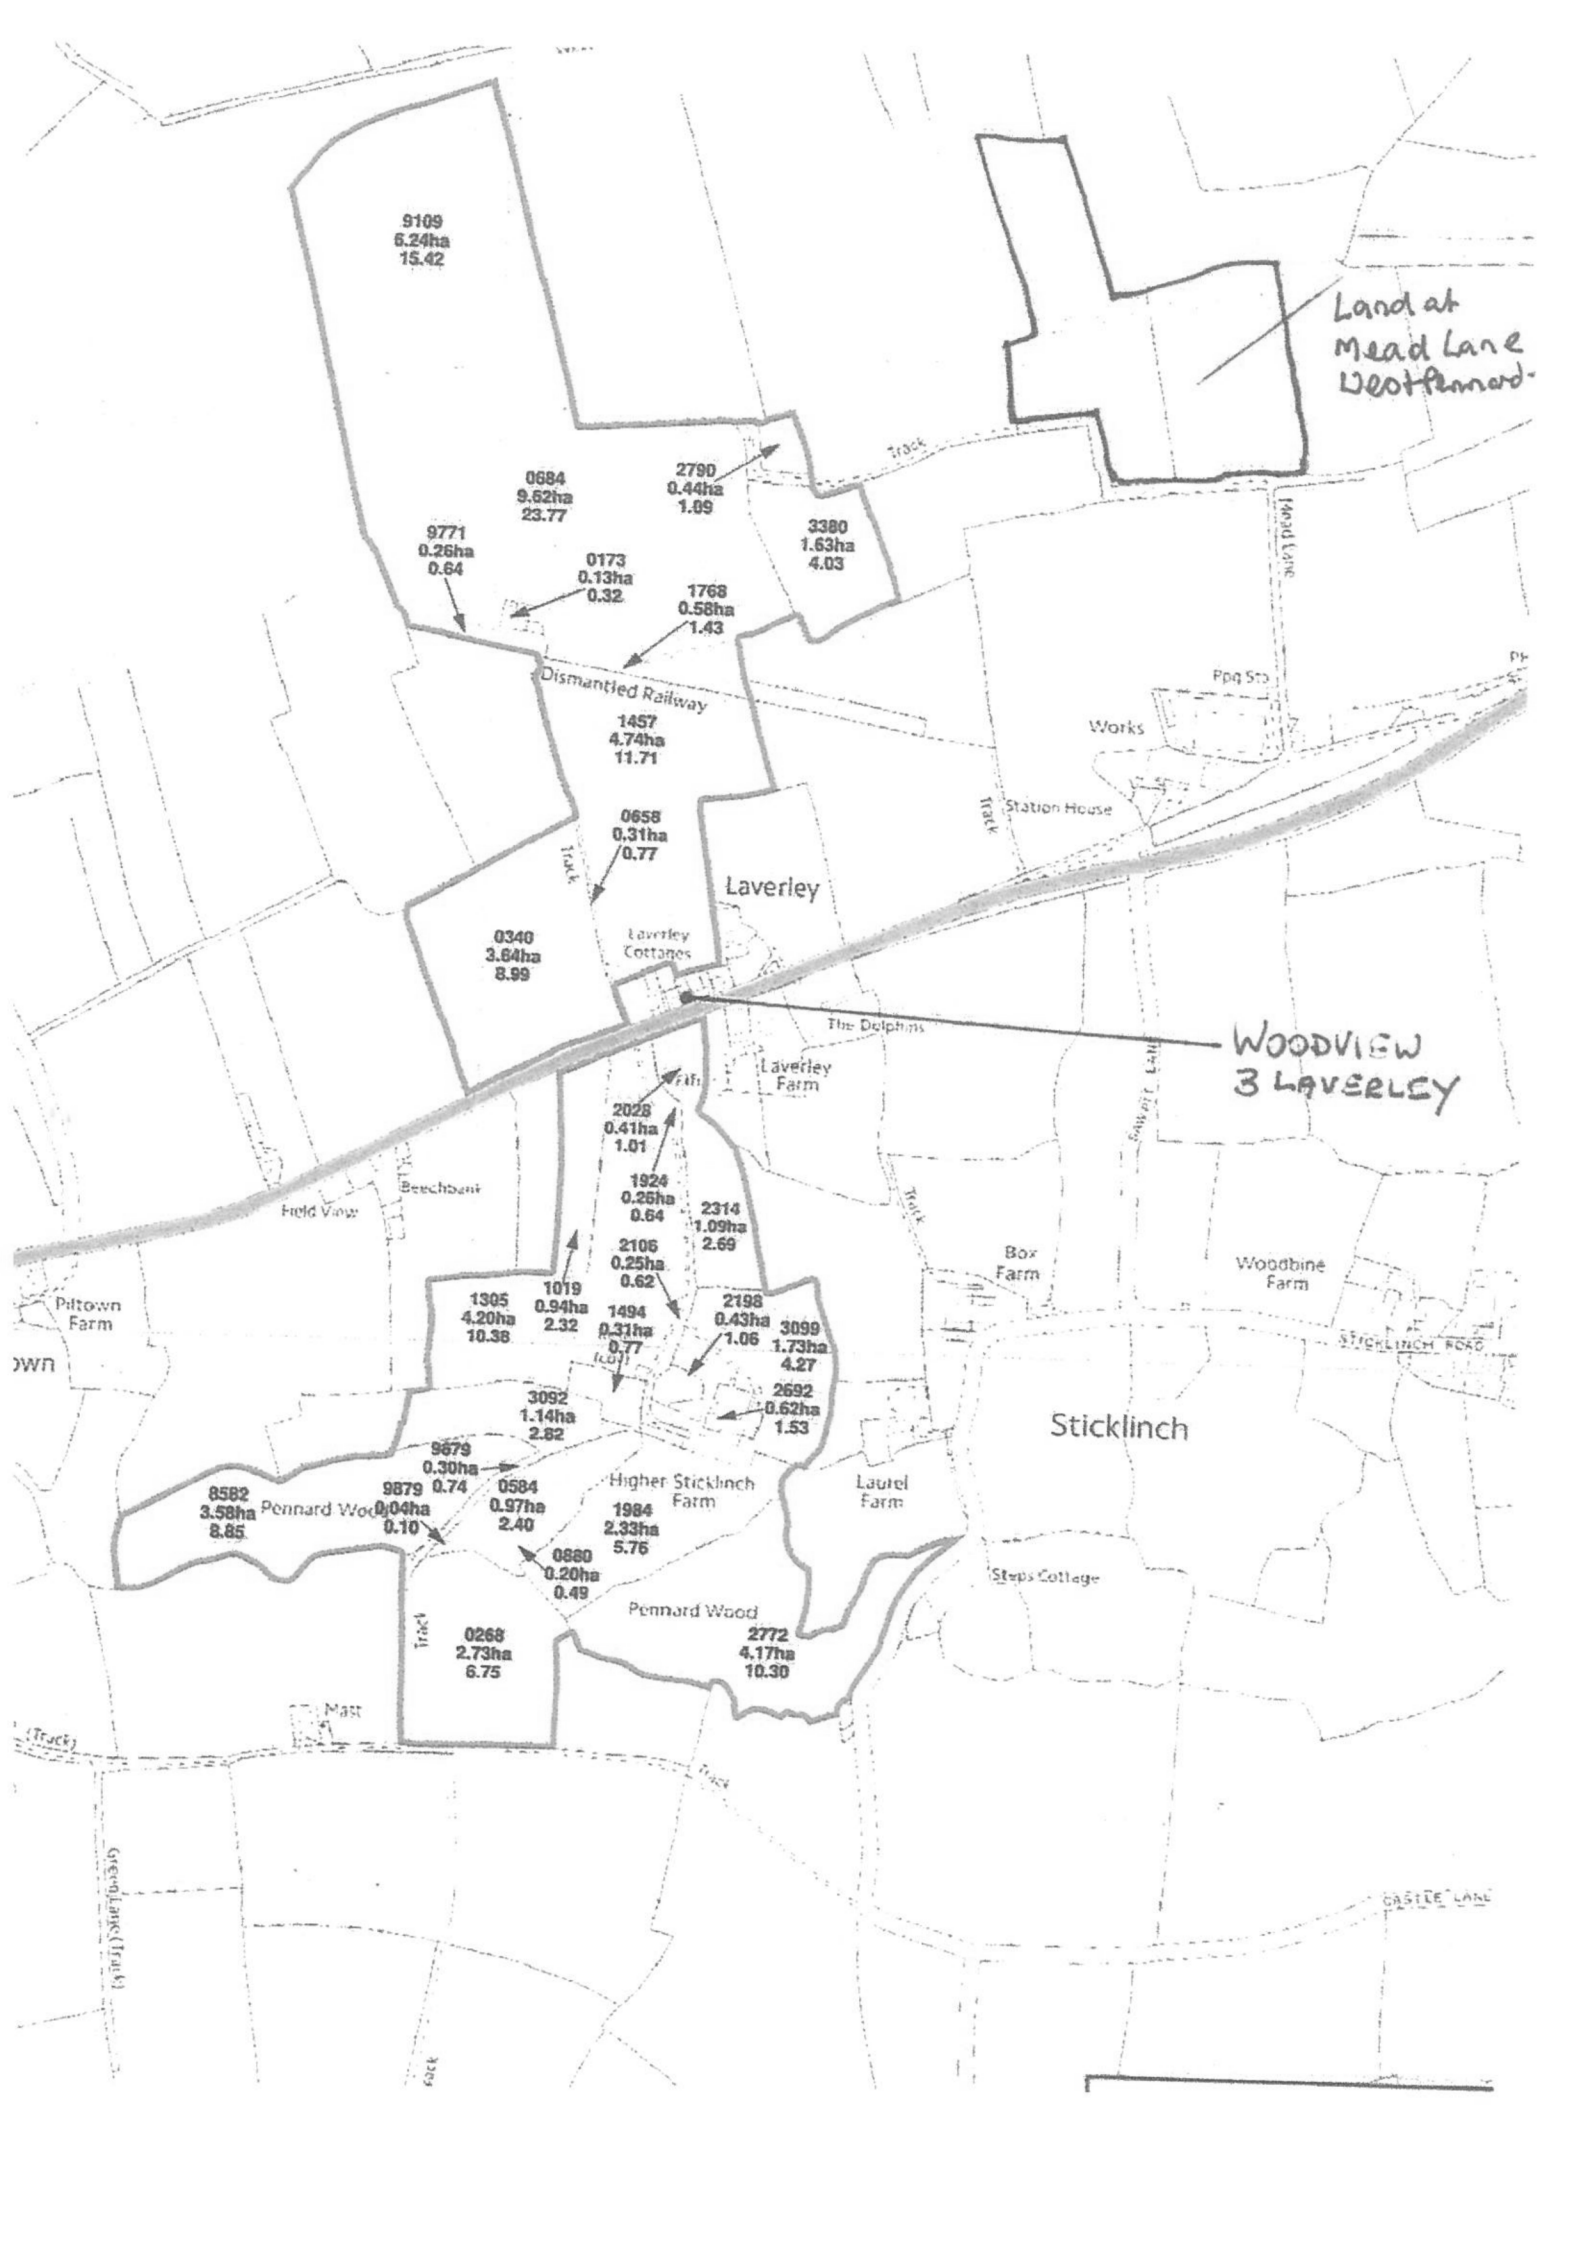 9109
6.24ha
15.42
Land at
Mead Lane
West Pennard.
Track
2790
0.44ha
1.09
0684
9.62ha
23.77
3380
1.63ha
4.03
9771
0.26ha
0.64
0173
0.13ha
0.32
1768
0.58ha
1.43
Mead Lane
Dismantled Railway
Ppg Sta
PH
1457
4.74ha
11.71
Works
Station House
Track
0658
0.31ha
0.77
Track
Laverley
0340
3.64ha
8.99
Laverley
Cottages
The Dolphins
WOODVIEW
3 LAVERLEY
Laverley
Farm
2028
0.41ha
1.01
Beechbank
Field View
1924
0.26ha
0.64
2314
1.09ha
2.69
Track
2106
0.25ha
0.62
Box
Farm
Woodbine
Farm
Piltown
Farm
own
1305
4.20ha
10.38
1019
0.94ha
2.32
1494
0.31ha
0.77
2198
0.43ha
1.06
3099
1.73ha
4.27
STICKLINCH ROAD
3092
1.14ha
2.82
2692
0.62ha
1.53
Sticklinch
9679
0.30ha
0.74
Higher Sticklinch
Farm
Laurel
Farm
8582
3.58ha
8.85
Pennard Wood
9879
0.04ha
0.10
0584
0.97ha
2.40
1984
2.33ha
5.76
0880
0.20ha
0.49
Steps Cottage
Pennard Wood
Track
0268
2.73ha
6.75
2772
4.17ha
10.30
Mast
(Track)
Track
Green Lane (Track)
CASTLE LANE